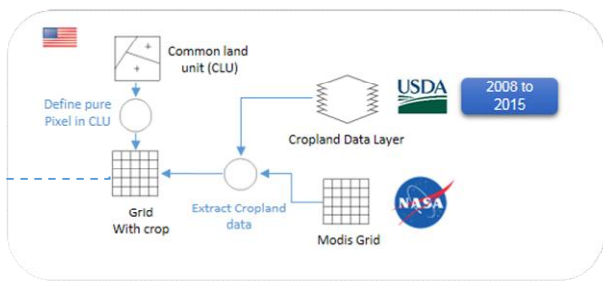 Common land
unit (CLU)
Define pure
Pixel in CLU
USDA
2008 to
2015
Cropland Data Layer
Grid
With crop
Extract Cropland
data
Modis Grid
NASA